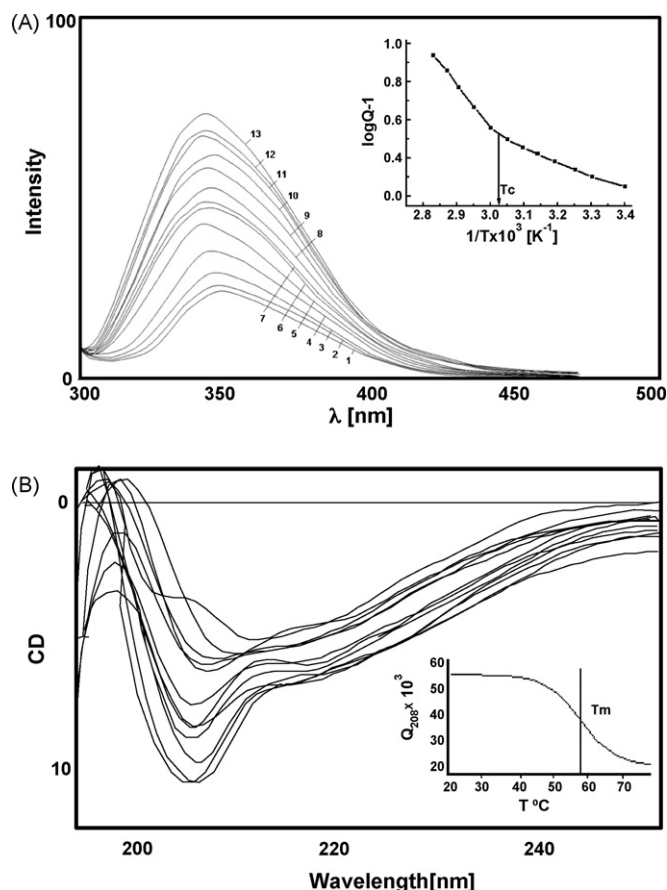 (A)
100
Intensity
0
300
350
400
450
500
λ [nm]
13
12
11
10
9
8
7
6
5
4
3
2
1
logQ-1
1.0
0.8
0.6
0.4
0.2
0.0
Tc
2.8 2.9 3.0 3.1 3.2 3.3 3.4
1/Tx10³ [K⁻¹]
(B)
0
CD
10
200
220
240
Wavelength[nm]
Q₂₀₈x 10³
60
50
40
30
20
Tm
20 30 40 50 60 70
T ºC